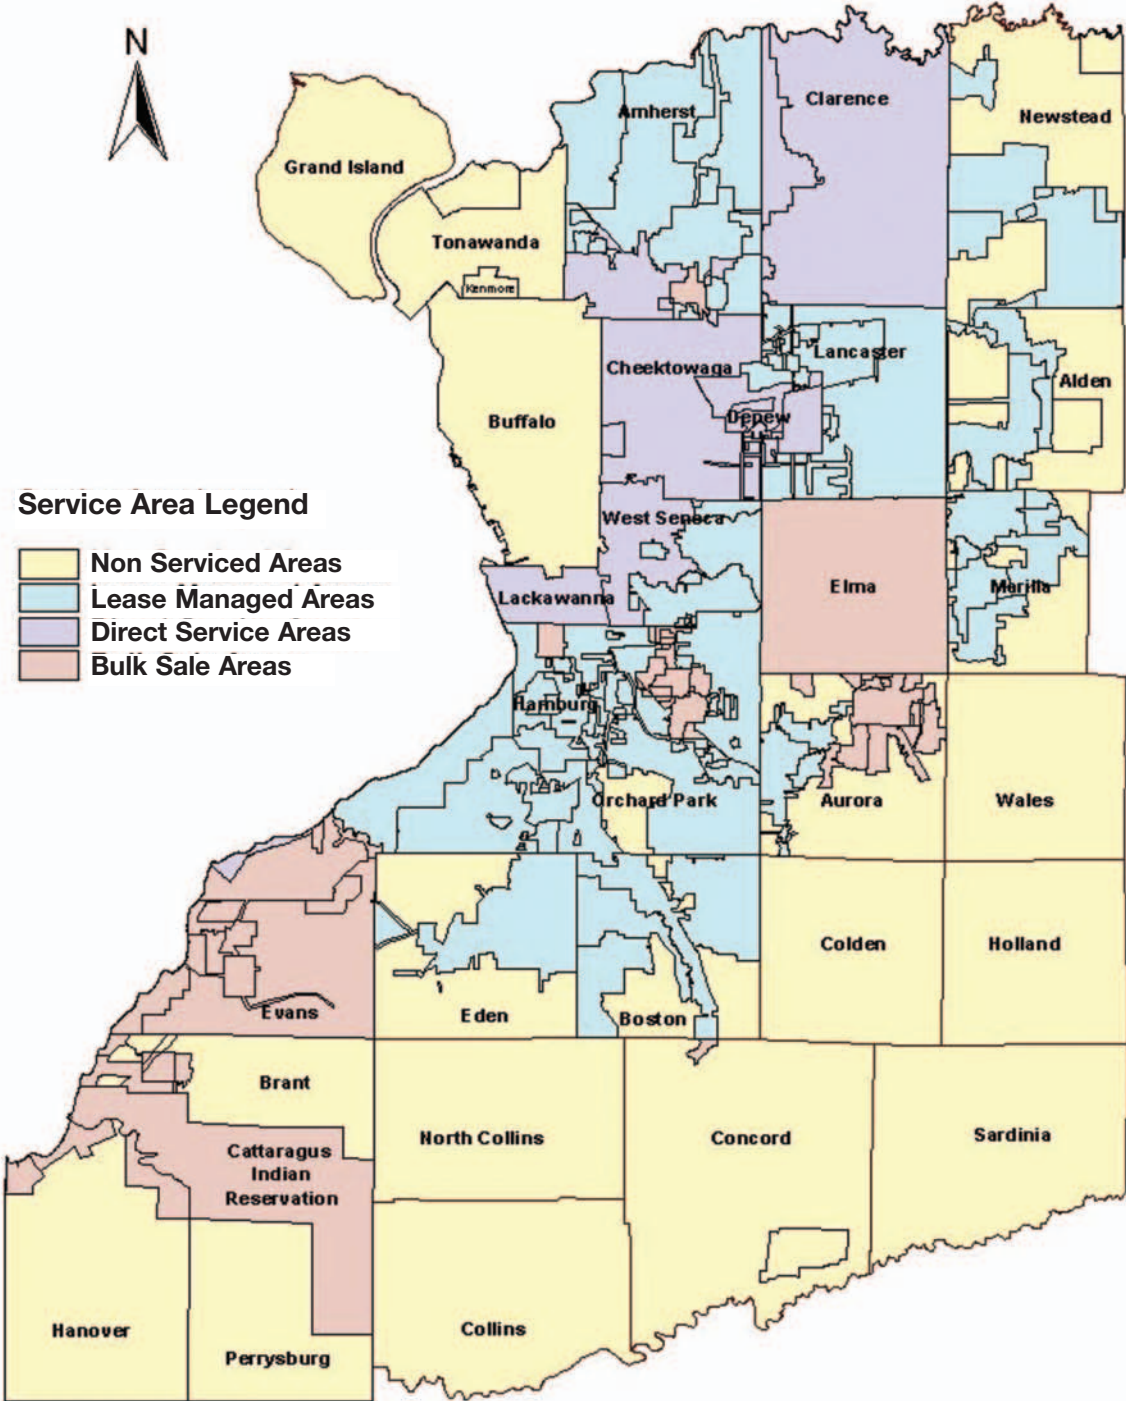 N
Clarence
Amherst
Newstead
Grand Island
Tonawanda
Kenmore
Lancaster
Cheektowaga
Alden
Depew
Buffalo
Service Area Legend
Non Serviced Areas
Lease Managed Areas
Direct Service Areas
Bulk Sale Areas
West Seneca
Elma
Marilla
Lackawanna
Hamburg
Orchard Park
Aurora
Wales
Colden
Holland
Evans
Eden
Boston
Brant
North Collins
Concord
Sardinia
Cattaragus
Indian
Reservation
Hanover
Collins
Perrysburg